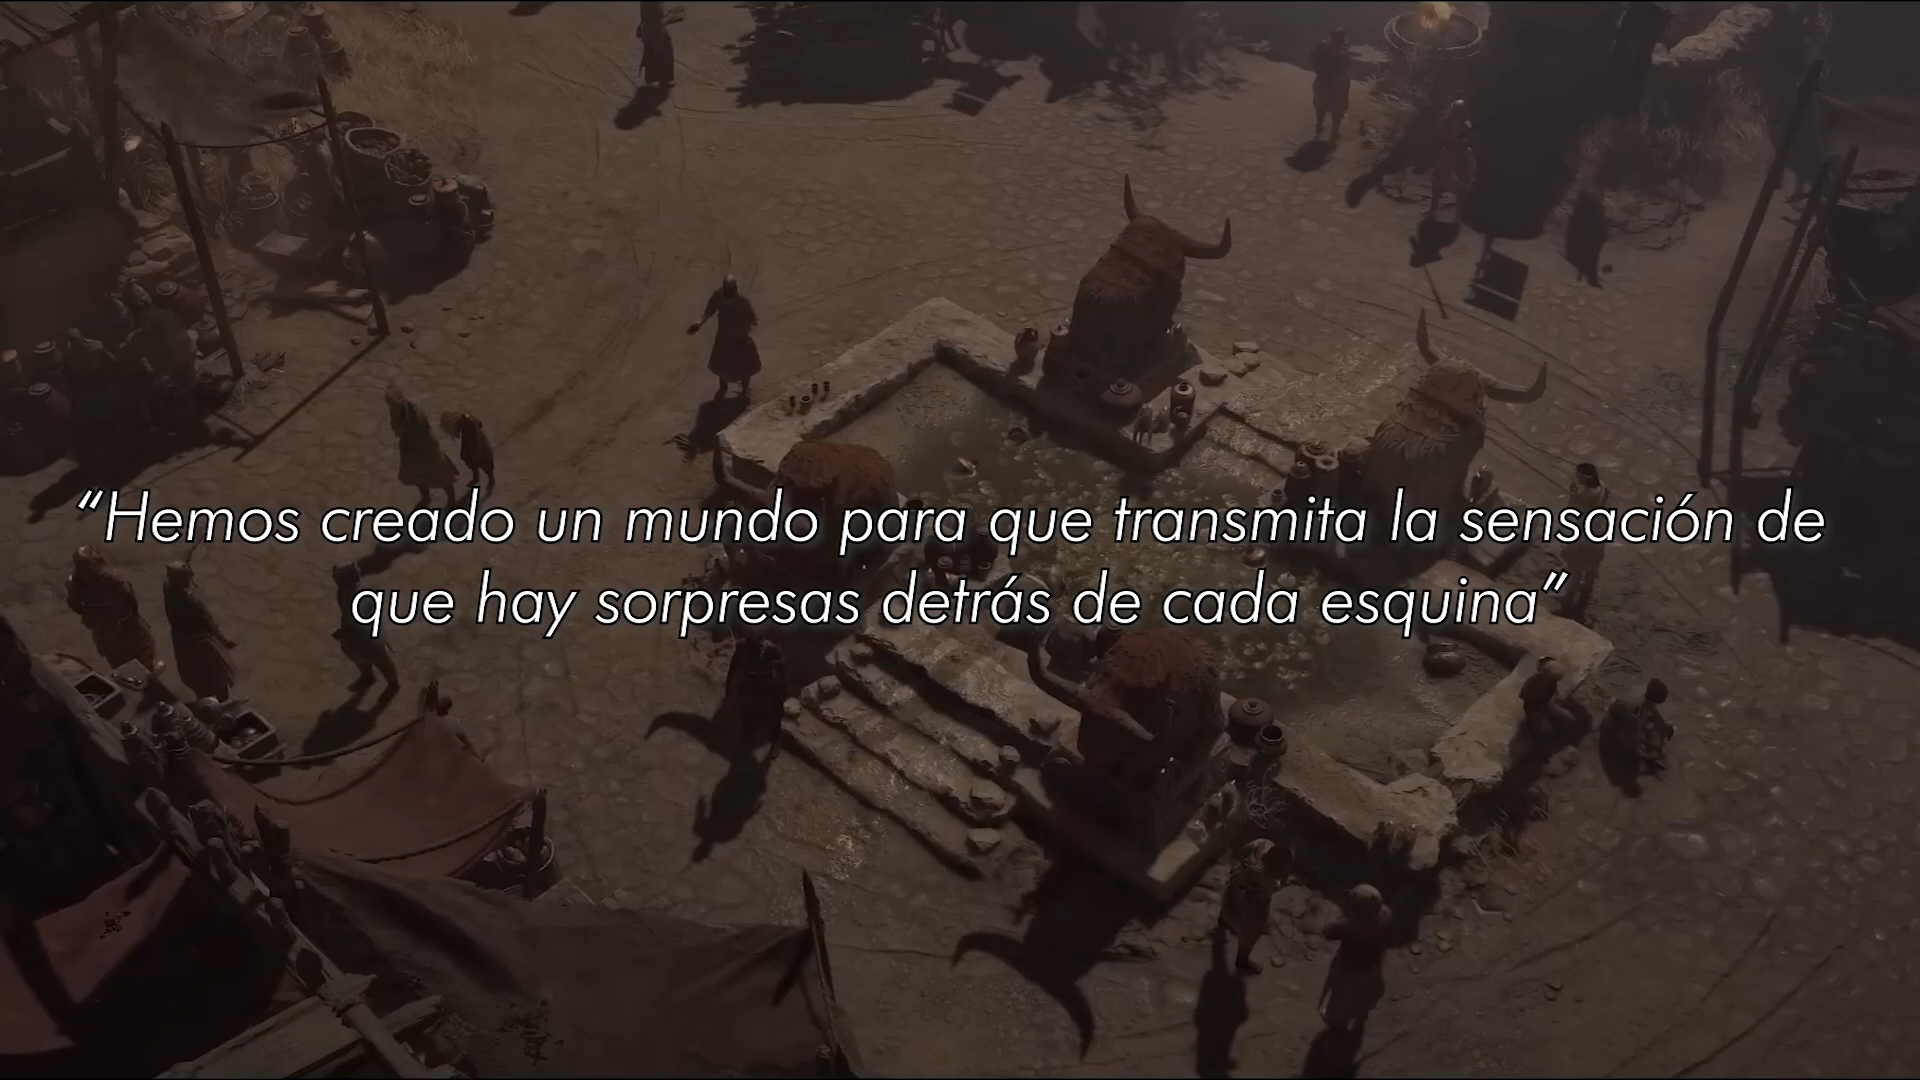 “Hemos creado un mundo para que transmita la sensación de
que hay sorpresas detrás de cada esquina”